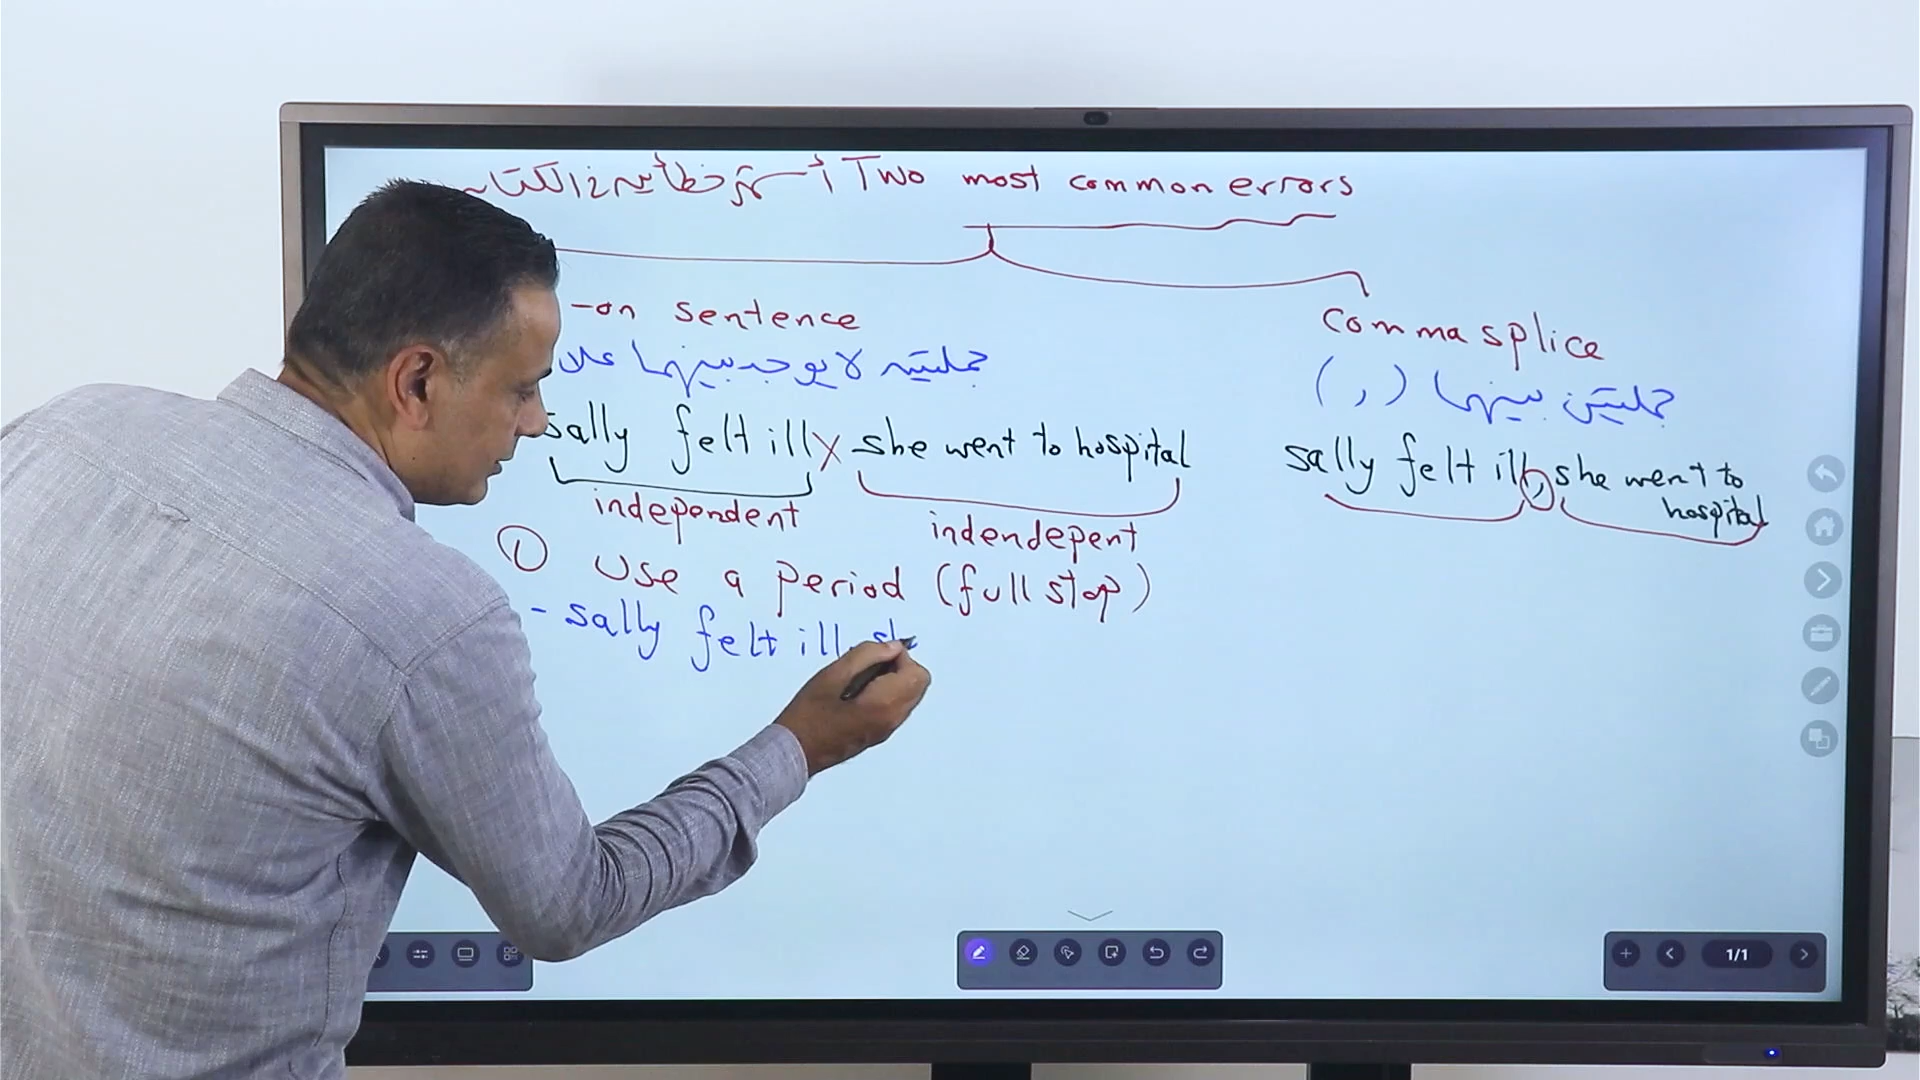 أشهر خطأين في الكتابة Two most common errors
-on sentence
comma splice
جملتين لا يوجد بينهما علا
جملتين بينهما (,)
sally felt ill X she went to hospital
sally felt ill, she went to
hospital
independent
indendepent
1 Use a period (full stop)
- sally felt ill. sh
1/1